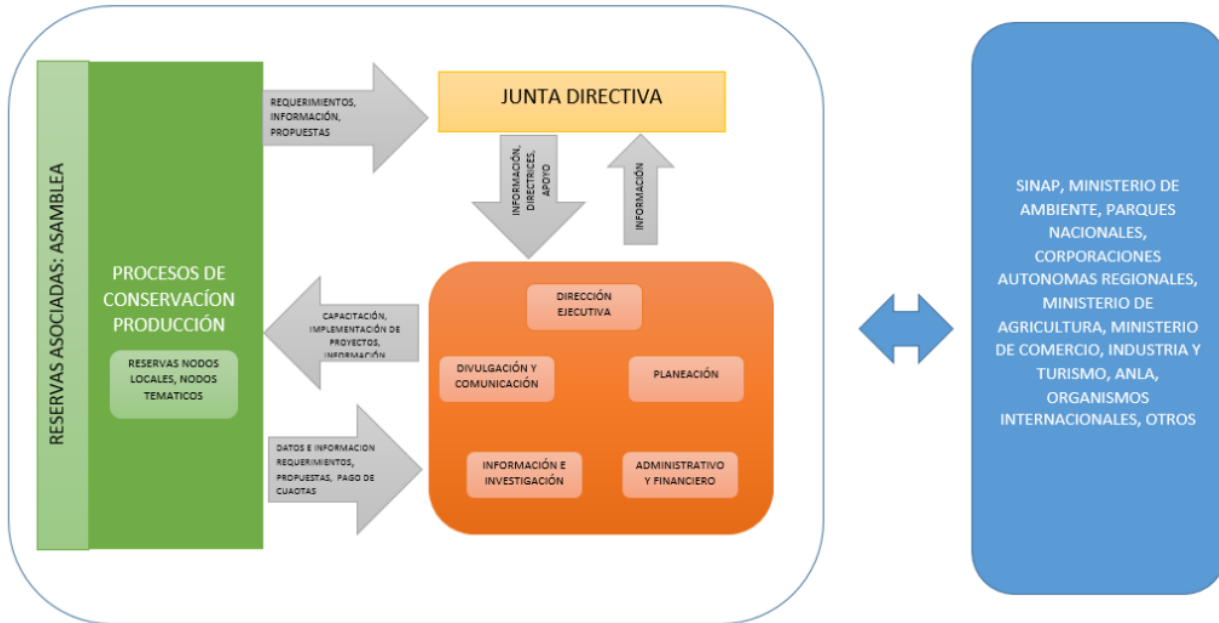 RESERVAS ASOCIADAS: ASAMBLEA
PROCESOS DE
CONSERVACÍON
PRODUCCIÓN
RESERVAS NODOS
LOCALES, NODOS
TEMATICOS
REQUERIMIENTOS,
INFORMACIÓN,
PROPUESTAS
JUNTA DIRECTIVA
INFORMACIÓN,
DIRECTRICES,
APOYO
INFORMACIÓN
CAPACITACIÓN,
IMPLEMENTACIÓN DE
PROYECTOS,
INFORMACIÓN
DATOS E INFORMACION
REQUERIMIENTOS,
PROPUESTAS, PAGO DE
CUAOTAS
DIRECCIÓN
EJECUTIVA
DIVULGACIÓN Y
COMUNICACIÓN
PLANEACIÓN
INFORMACIÓN E
INVESTIGACIÓN
ADMINISTRATIVO
Y FINANCIERO
SINAP, MINISTERIO DE
AMBIENTE, PARQUES
NACIONALES,
CORPORACIONES
AUTONOMAS REGIONALES,
MINISTERIO DE
AGRICULTURA, MINISTERIO
DE COMERCIO, INDUSTRIA Y
TURISMO, ANLA,
ORGANISMOS
INTERNACIONALES, OTROS